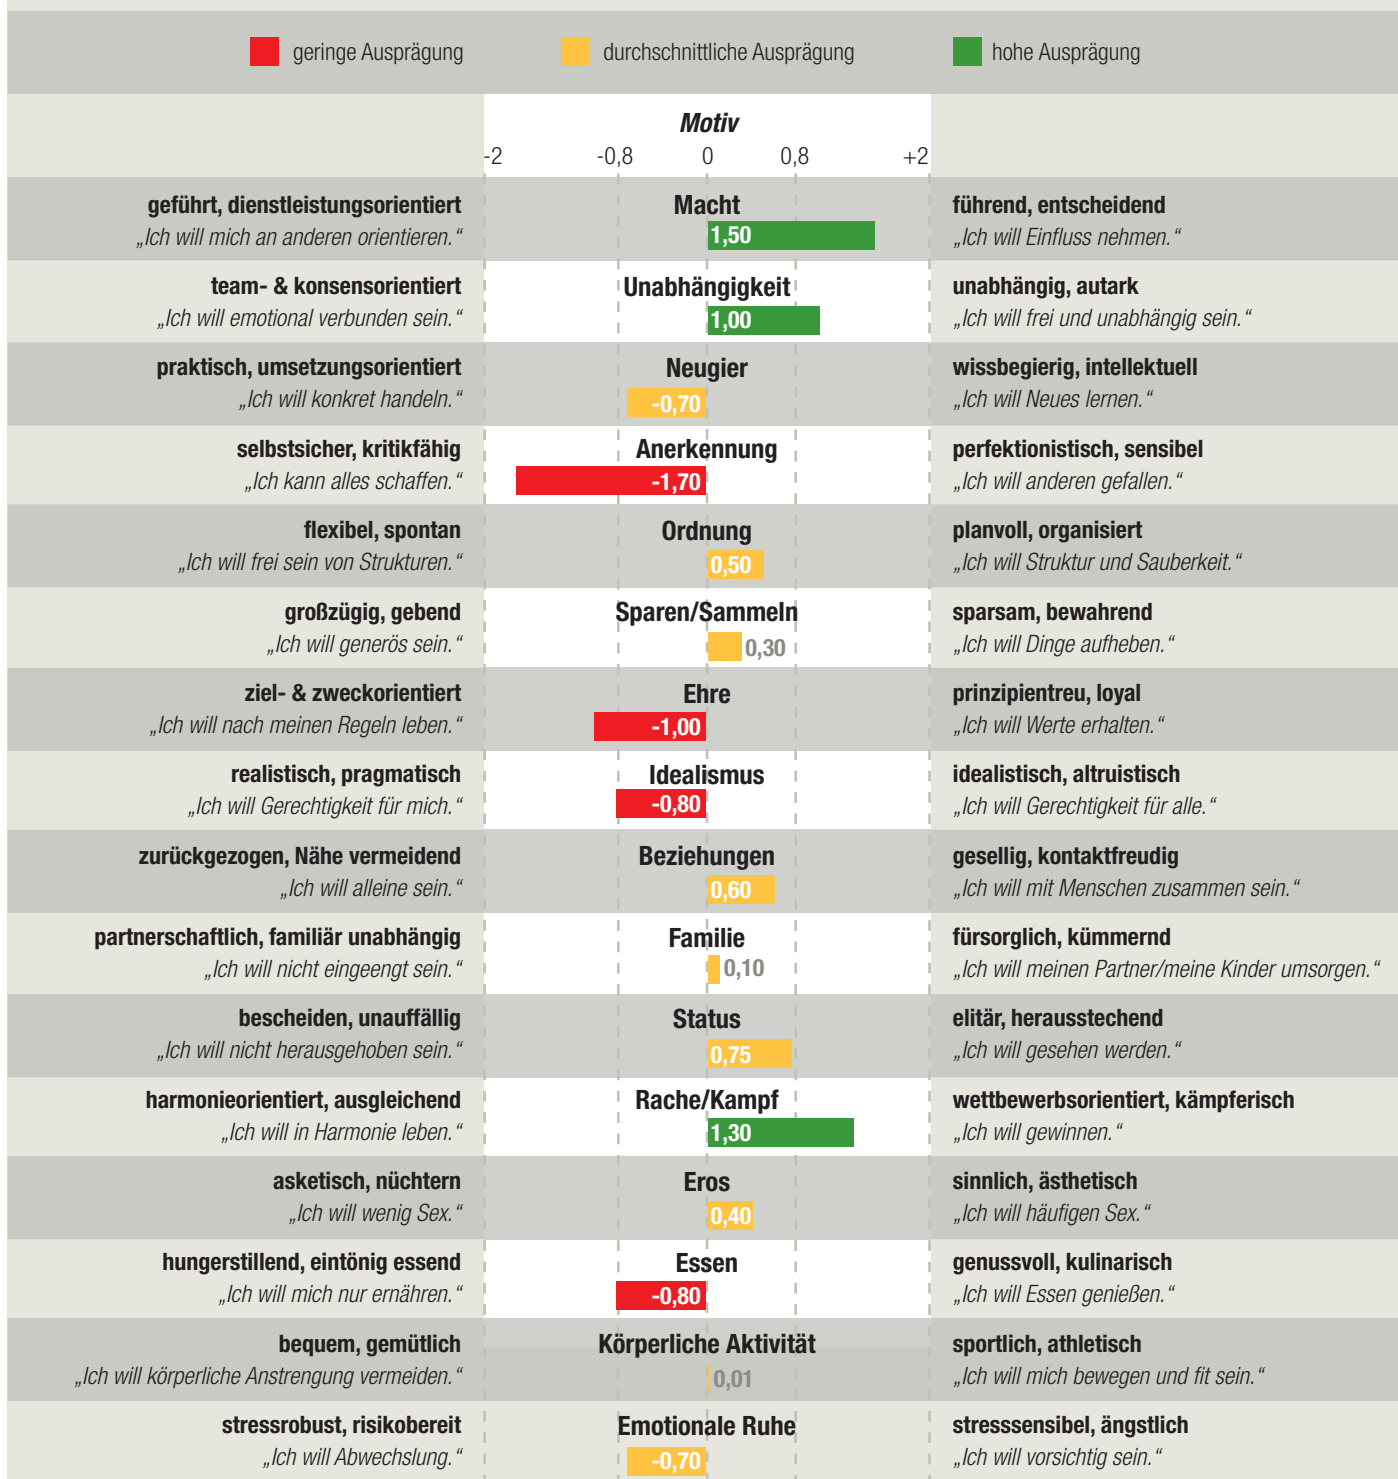 geringe Ausprägung durchschnittliche Ausprägung hohe Ausprägung
Motiv
-2 -0,8 0 0,8 +2
geführt, dienstleistungsorientiert Macht führend, entscheidend
„Ich will mich an anderen orientieren.“ 1,50 „Ich will Einfluss nehmen.“
team- & konsensorientiert Unabhängigkeit unabhängig, autark
„Ich will emotional verbunden sein.“ 1,00 „Ich will frei und unabhängig sein.“
praktisch, umsetzungsorientiert Neugier wissbegierig, intellektuell
„Ich will konkret handeln.“ -0,70 „Ich will Neues lernen.“
selbstsicher, kritikfähig Anerkennung perfektionistisch, sensibel
„Ich kann alles schaffen.“ -1,70 „Ich will anderen gefallen.“
flexibel, spontan Ordnung planvoll, organisiert
„Ich will frei sein von Strukturen.“ 0,50 „Ich will Struktur und Sauberkeit.“
großzügig, gebend Sparen/Sammeln sparsam, bewahrend
„Ich will generös sein.“ 0,30 „Ich will Dinge aufheben.“
ziel- & zweckorientiert Ehre prinzipientreu, loyal
„Ich will nach meinen Regeln leben.“ -1,00 „Ich will Werte erhalten.“
realistisch, pragmatisch Idealismus idealistisch, altruistisch
„Ich will Gerechtigkeit für mich.“ -0,80 „Ich will Gerechtigkeit für alle.“
zurückgezogen, Nähe vermeidend Beziehungen gesellig, kontaktfreudig
„Ich will alleine sein.“ 0,60 „Ich will mit Menschen zusammen sein.“
partnerschaftlich, familiär unabhängig Familie fürsorglich, kümmernd
„Ich will nicht eingeengt sein.“ 0,10 „Ich will meinen Partner/meine Kinder umsorgen.“
bescheiden, unauffällig Status elitär, herausstechend
„Ich will nicht herausgehoben sein.“ 0,75 „Ich will gesehen werden.“
harmonieorientiert, ausgleichend Rache/Kampf wettbewerbsorientiert, kämpferisch
„Ich will in Harmonie leben.“ 1,30 „Ich will gewinnen.“
asketisch, nüchtern Eros sinnlich, ästhetisch
„Ich will wenig Sex.“ 0,40 „Ich will häufigen Sex.“
hungerstillend, eintönig essend Essen genussvoll, kulinarisch
„Ich will mich nur ernähren.“ -0,80 „Ich will Essen genießen.“
bequem, gemütlich Körperliche Aktivität sportlich, athletisch
„Ich will körperliche Anstrengung vermeiden.“ 0,01 „Ich will mich bewegen und fit sein.“
stressrobust, risikobereit Emotionale Ruhe stresssensibel, ängstlich
„Ich will Abwechslung.“ -0,70 „Ich will vorsichtig sein.“